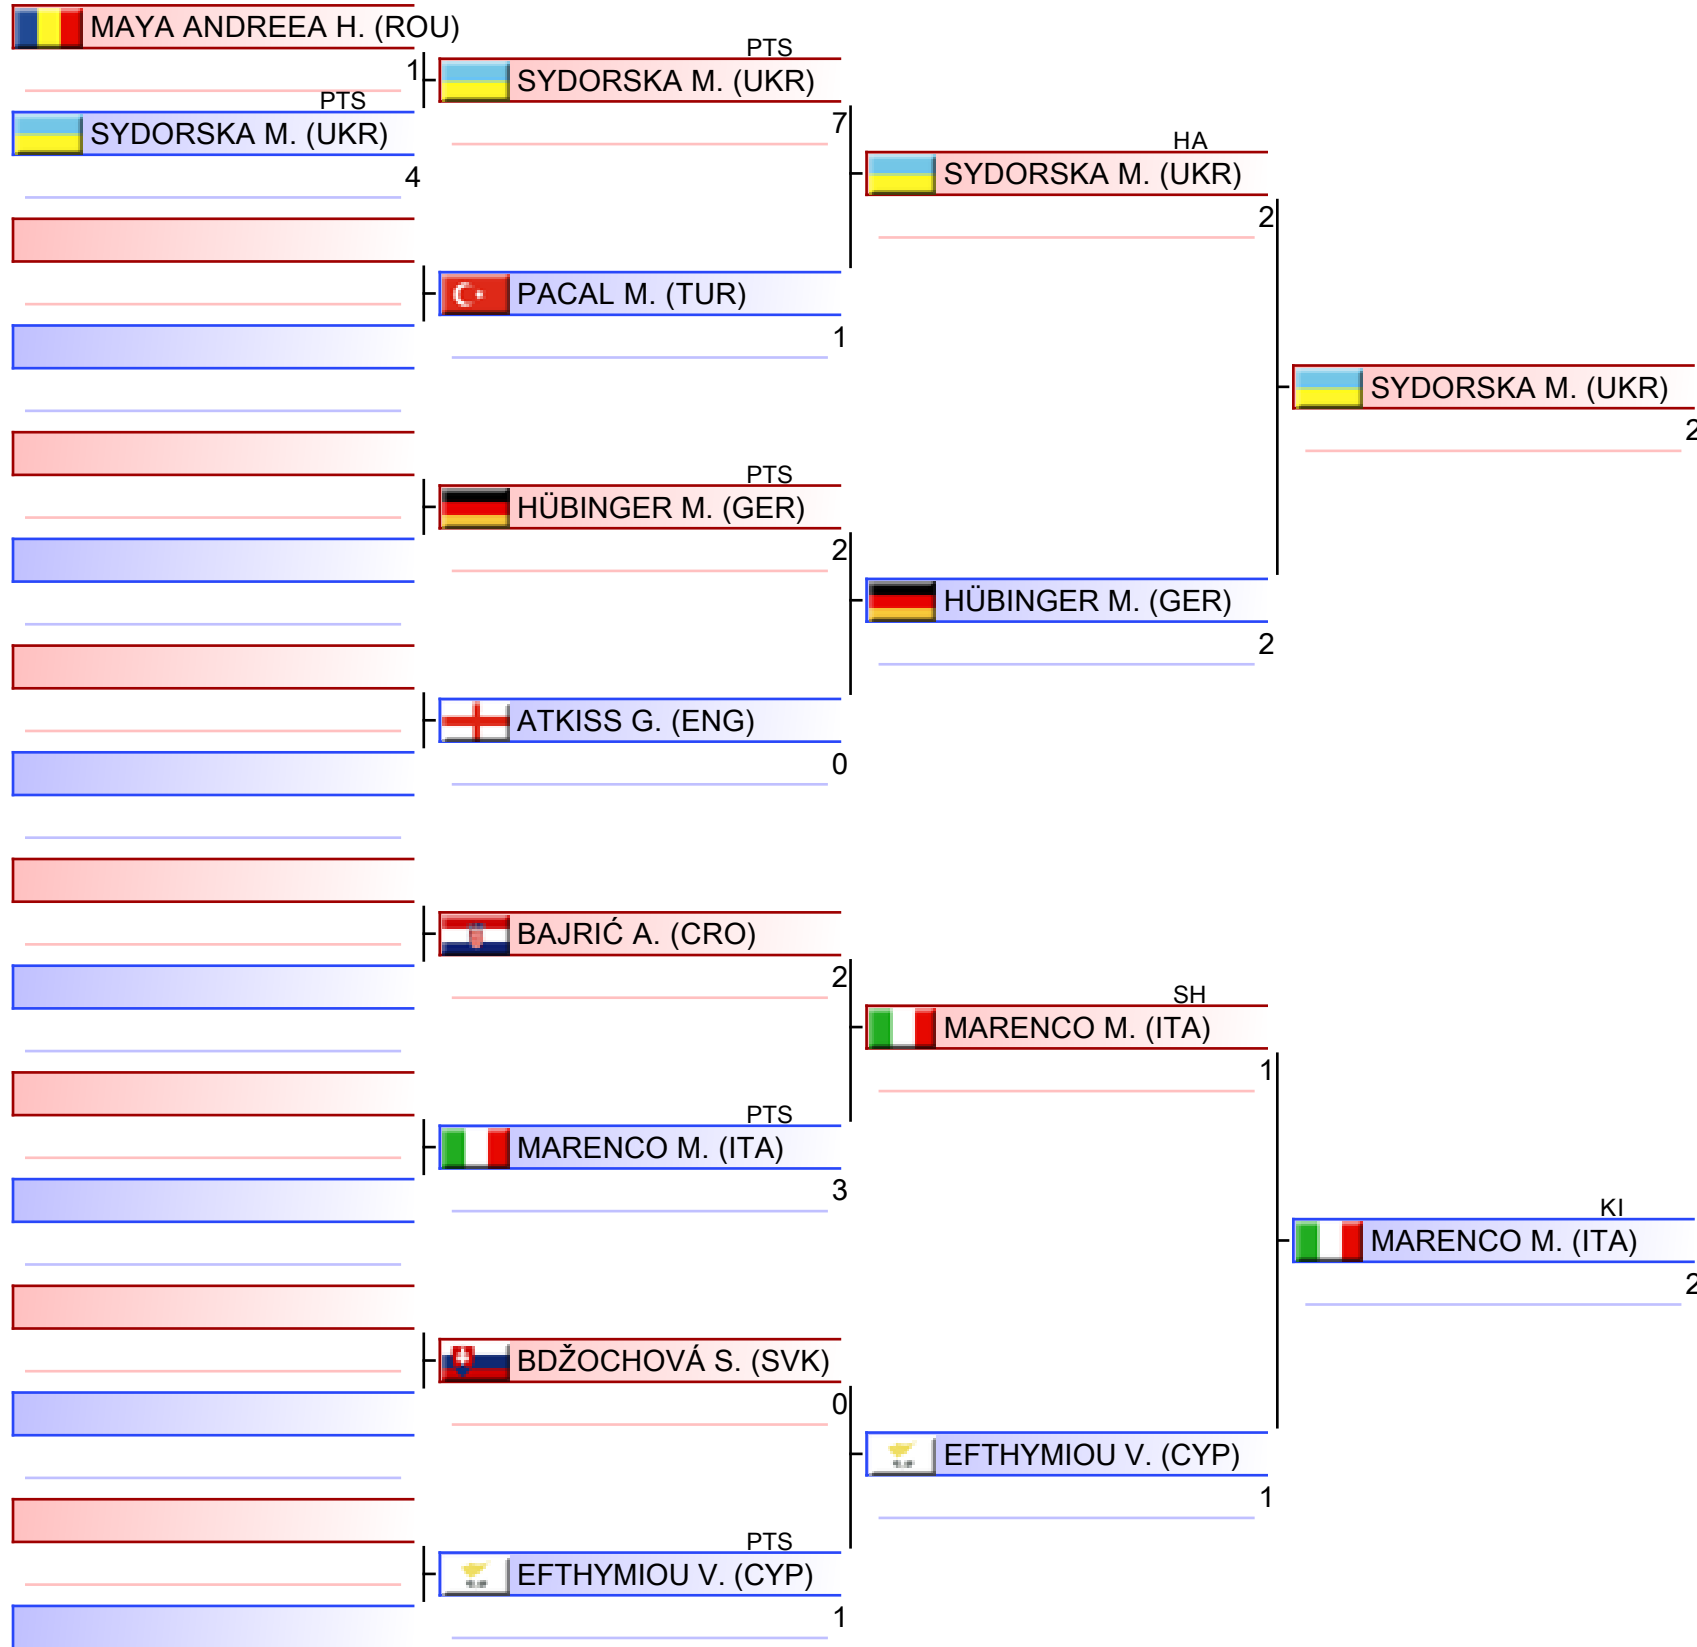 MAYA ANDREEA H. (ROU)
1
PTS
SYDORSKA M. (UKR)
4
PTS
SYDORSKA M. (UKR)
7
PACAL M. (TUR)
1
PTS
HÜBINGER M. (GER)
2
ATKISS G. (ENG)
0
BAJRIĆ A. (CRO)
2
PTS
MARENCO M. (ITA)
3
BDŽOCHOVÁ S. (SVK)
0
PTS
EFTHYMIOU V. (CYP)
1
HA
SYDORSKA M. (UKR)
2
HÜBINGER M. (GER)
2
SH
MARENCO M. (ITA)
1
EFTHYMIOU V. (CYP)
1
SYDORSKA M. (UKR)
2
KI
MARENCO M. (ITA)
2